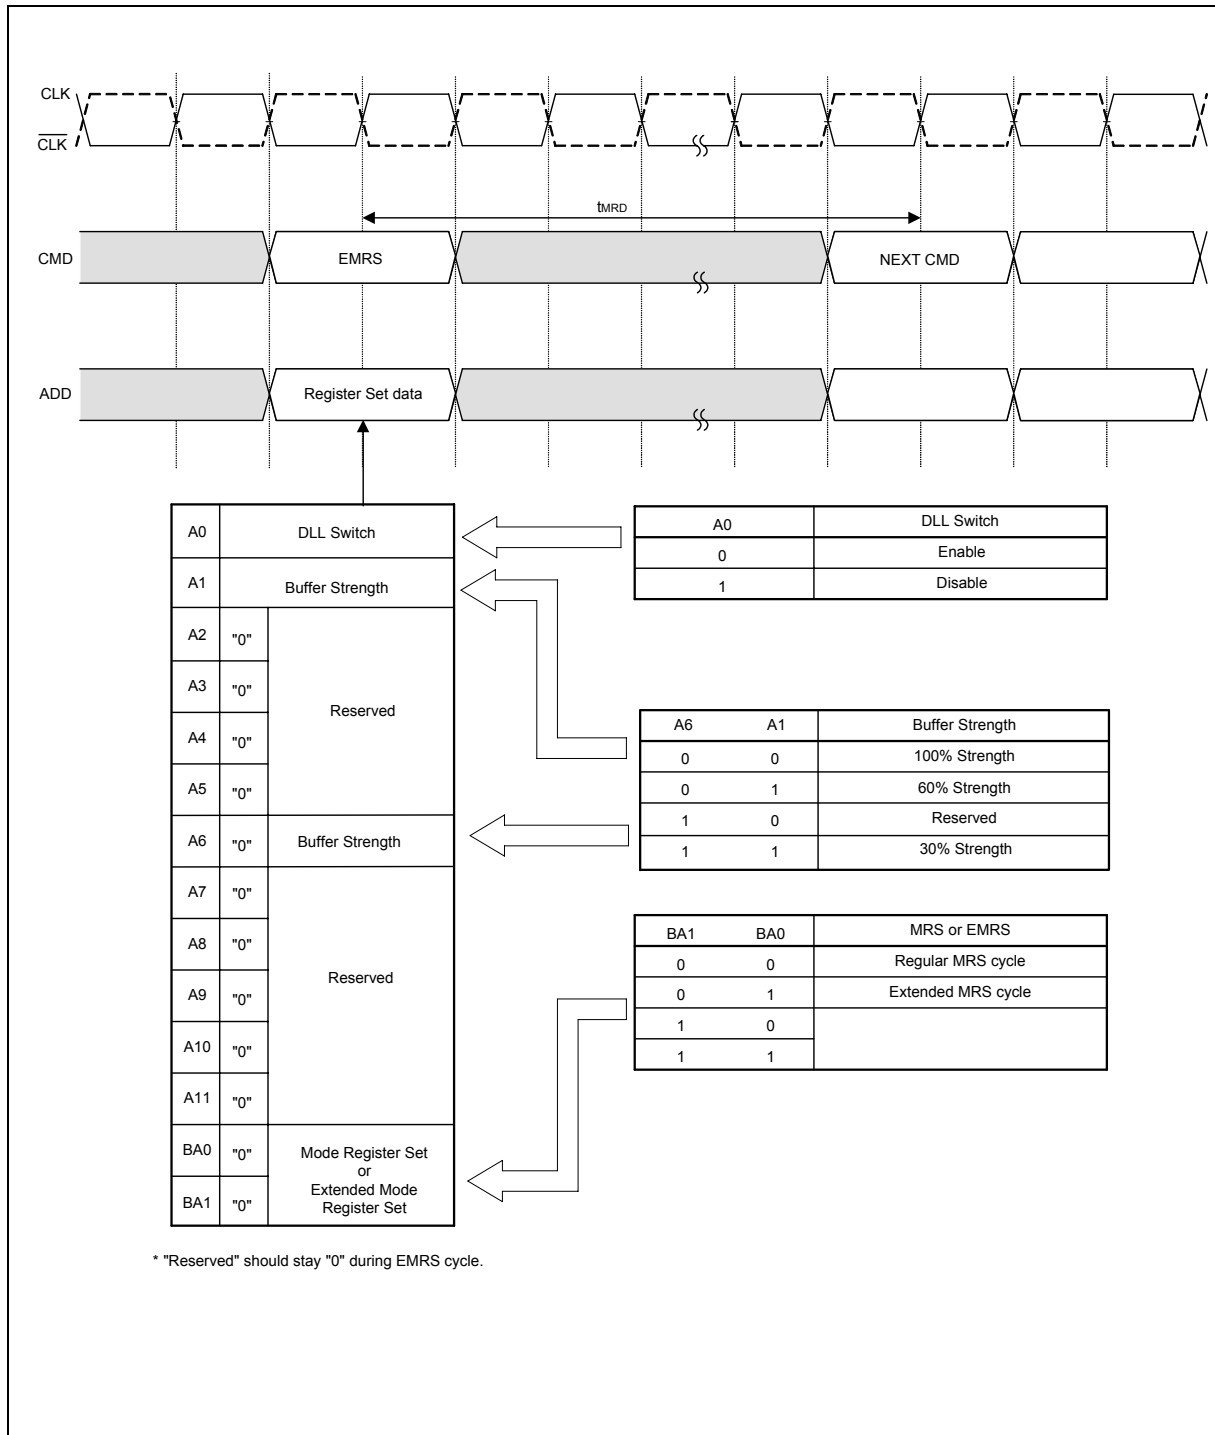 CLK
CLK
tMRD
CMD
EMRS
NEXT CMD
ADD
Register Set data
A0 DLL Switch
A1 Buffer Strength
A2 "0"
A3 "0"
Reserved
A4 "0"
A5 "0"
A6 "0" Buffer Strength
A7 "0"
A8 "0"
Reserved
A9 "0"
A10 "0"
A11 "0"
BA0 "0"
BA1 "0"
Mode Register Set
or
Extended Mode
Register Set
A0 DLL Switch
0 Enable
1 Disable
A6 A1 Buffer Strength
0 0 100% Strength
0 1 60% Strength
1 0 Reserved
1 1 30% Strength
BA1 BA0 MRS or EMRS
0 0 Regular MRS cycle
0 1 Extended MRS cycle
1 0
1 1
* "Reserved" should stay "0" during EMRS cycle.